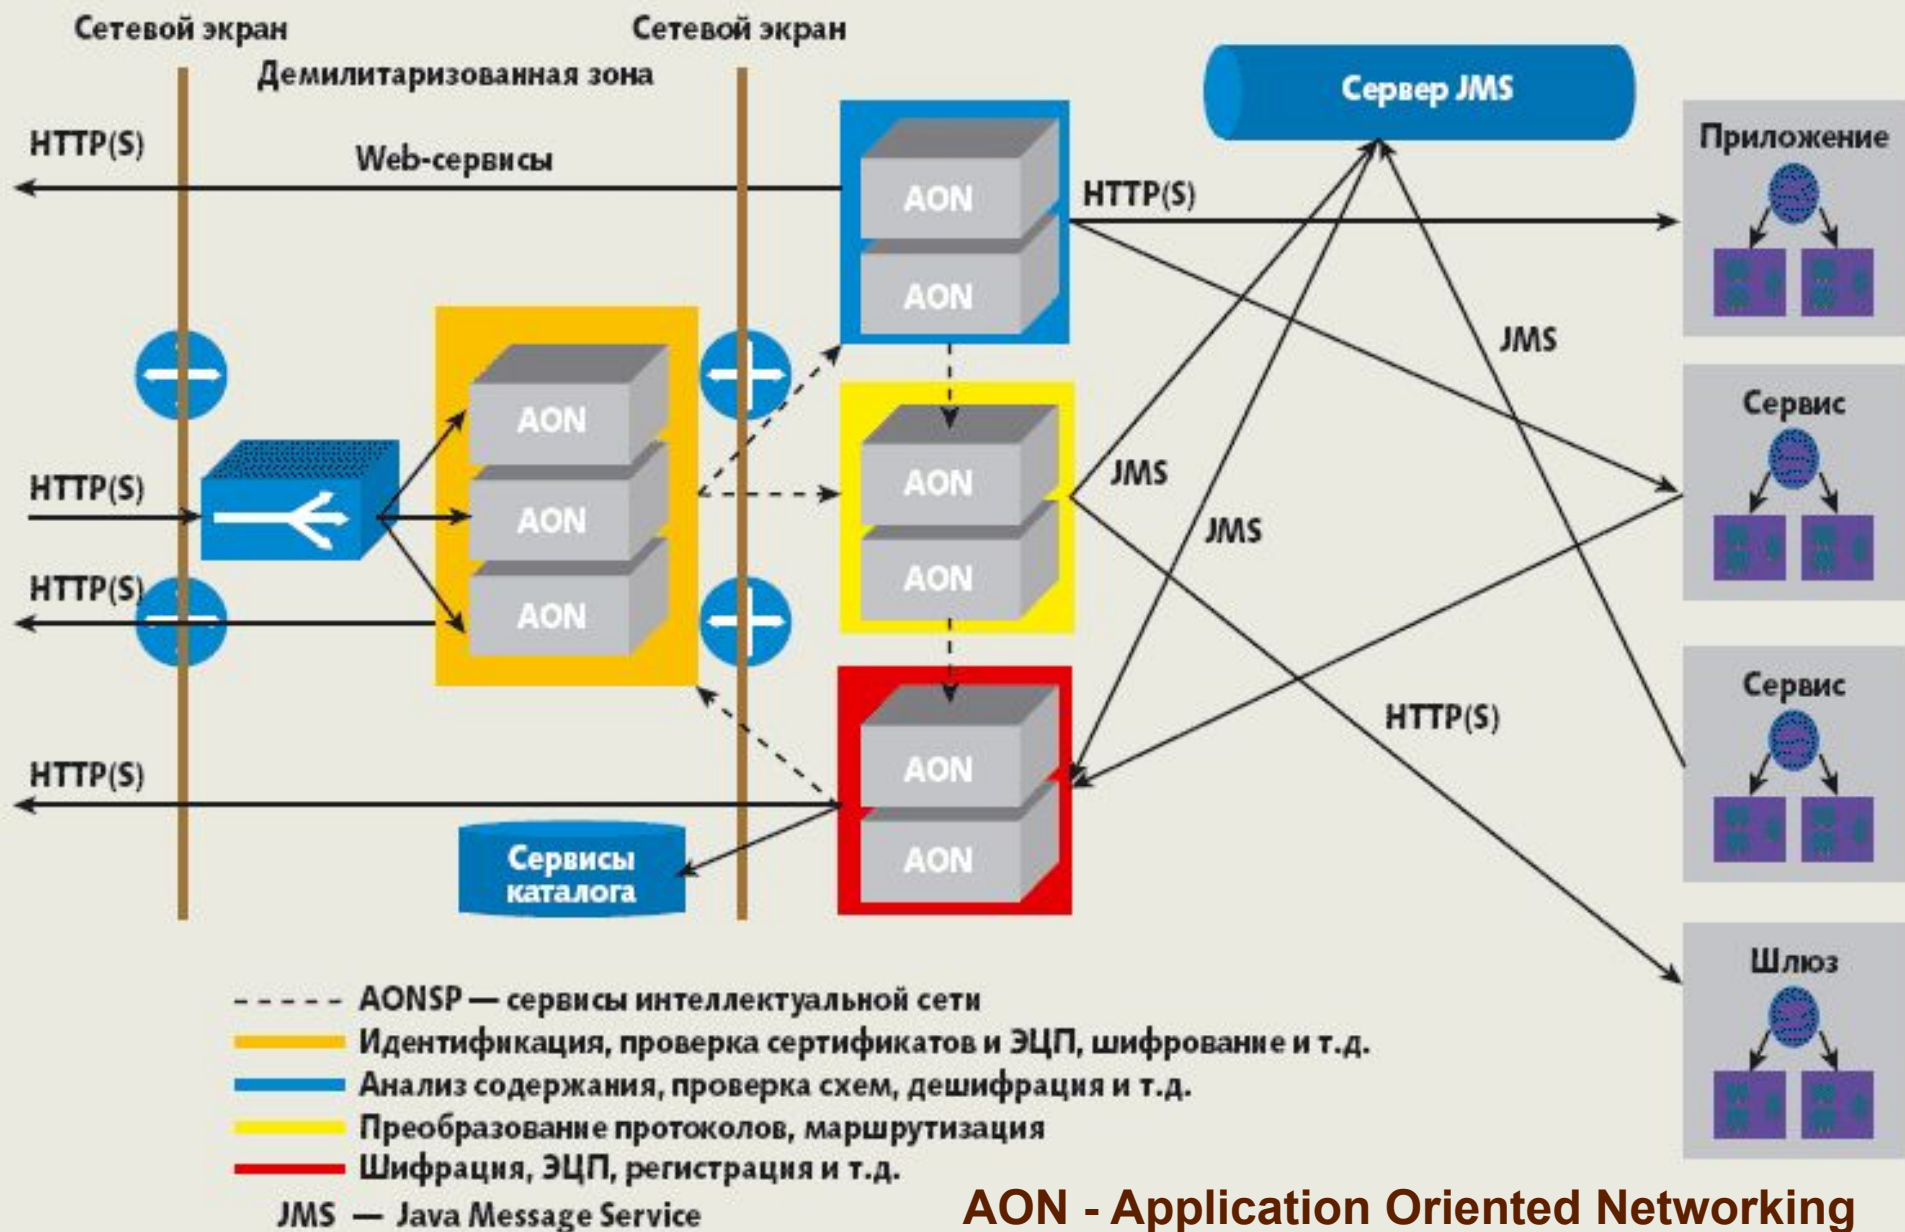 Сетевой экран
Сетевой экран
Демилитаризованная зона
Сервер JMS
HTTP(S)
Web-сервисы
AON
AON
HTTP(S)
Приложение
JMS
Сервис
AON
AON
AON
HTTP(S)
HTTP(S)
AON
AON
JMS
JMS
Сервис
HTTP(S)
HTTP(S)
AON
AON
Сервисы
каталога
Шлюз
----- AONSP — сервисы интеллектуальной сети
Идентификация, проверка сертификатов и ЭЦП, шифрование и т.д.
Анализ содержания, проверка схем, дешифрация и т.д.
Преобразование протоколов, маршрутизация
Шифрация, ЭЦП, регистрация и т.д.
JMS — Java Message Service
AON - Application Oriented Networking